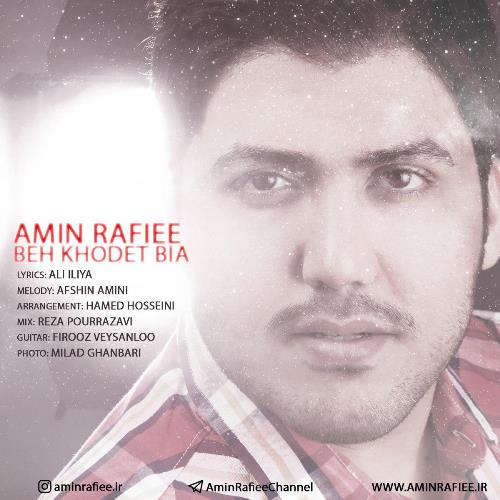 AMIN RAFIEE
BEH KHODET BIA
LYRICS: ALI ILIYA
MELODY: AFSHIN AMINI
ARRANGEMENT: HAMED HOSSEINI
MIX: REZA POURRAZAVI
GUITAR: FIROOZ VEYSANLOO
PHOTO: MILAD GHANBARI
aminrafiee.ir AminRafieeChannel WWW.AMINRAFIEE.IR